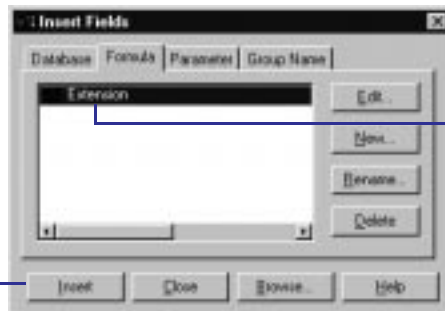 Insert Fields
Database Formula Parameter Group Name
Extension
Edit...
New...
Rename...
Delete
Insert Close Browse... Help